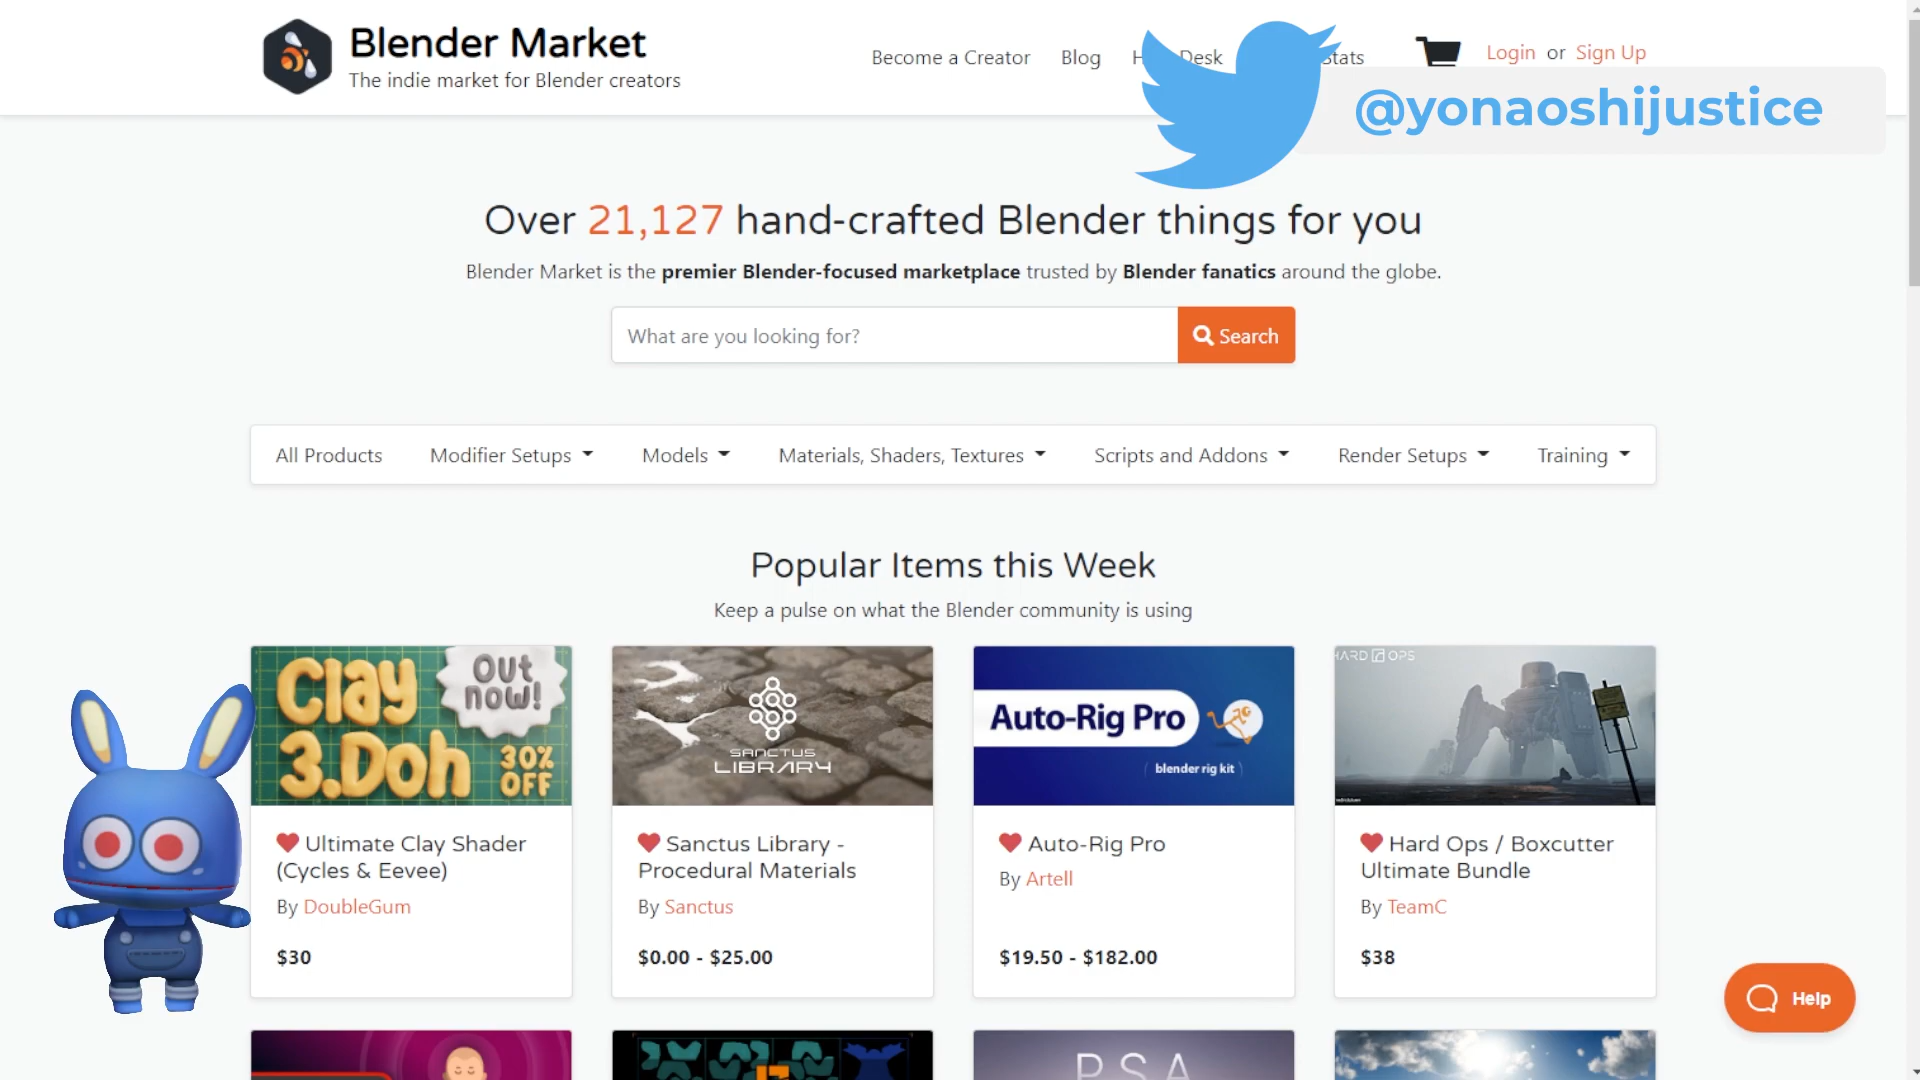 Blender Market
The indie market for Blender creators
Become a Creator
Blog
Desk
Login or Sign Up
@yonaoshijustice
Over 21,127 hand-crafted Blender things for you
Blender Market is the premier Blender-focused marketplace trusted by Blender fanatics around the globe.
What are you looking for?
Search
All Products
Modifier Setups
Models
Materials, Shaders, Textures
Scripts and Addons
Render Setups
Training
Popular Items this Week
Keep a pulse on what the Blender community is using
Clay
3.Doh
Out
now!
30%
OFF
SANCTUS
LIBRARY
Auto-Rig Pro
blender rig kit
HARD OPS
Ultimate Clay Shader
(Cycles & Eevee)
By DoubleGum
$30
Sanctus Library -
Procedural Materials
By Sanctus
$0.00 - $25.00
Auto-Rig Pro
By Artell
$19.50 - $182.00
Hard Ops / Boxcutter
Ultimate Bundle
By TeamC
$38
Help
PSA